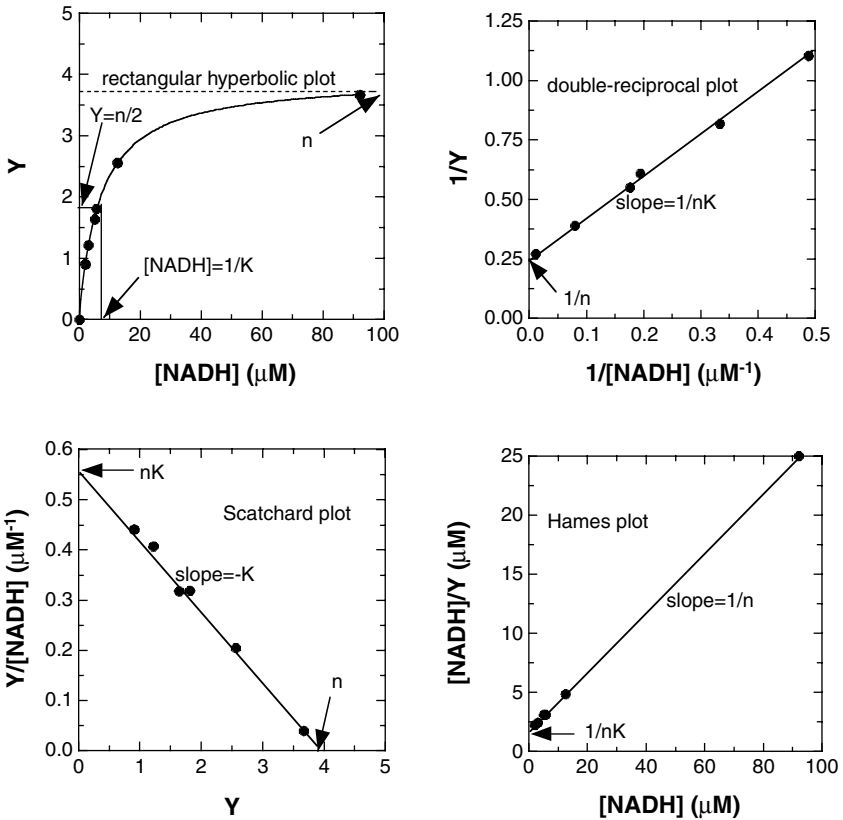 5
4
3
2
1
0
Y
rectangular hyperbolic plot
Y=n/2
n
[NADH]=1/K
0 20 40 60 80 100
[NADH] (μM)
1.25
1.00
0.75
0.50
0.25
0.00
1/Y
double-reciprocal plot
slope=1/nK
1/n
0.0 0.1 0.2 0.3 0.4 0.5
1/[NADH] (μM-1)
0.6
0.5
0.4
0.3
0.2
0.1
0.0
Y/[NADH] (μM-1)
nK
Scatchard plot
slope=-K
n
0 1 2 3 4 5
Y
25
20
15
10
5
0
[NADH]/Y (μM)
Hames plot
slope=1/n
1/nK
0 20 40 60 80 100
[NADH] (μM)